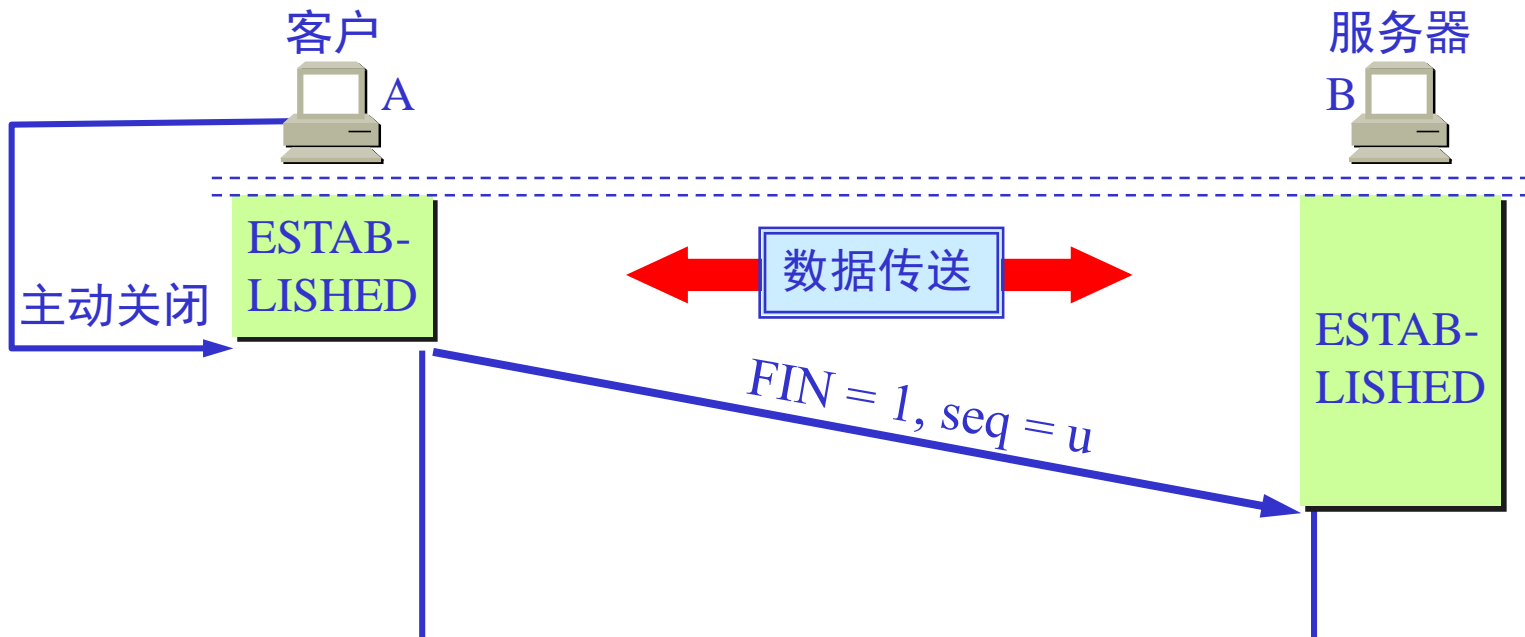 客户
服务器
A
B
ESTAB-
LISHED
数据传送
主动关闭
ESTAB-
LISHED
FIN = 1, seq = u